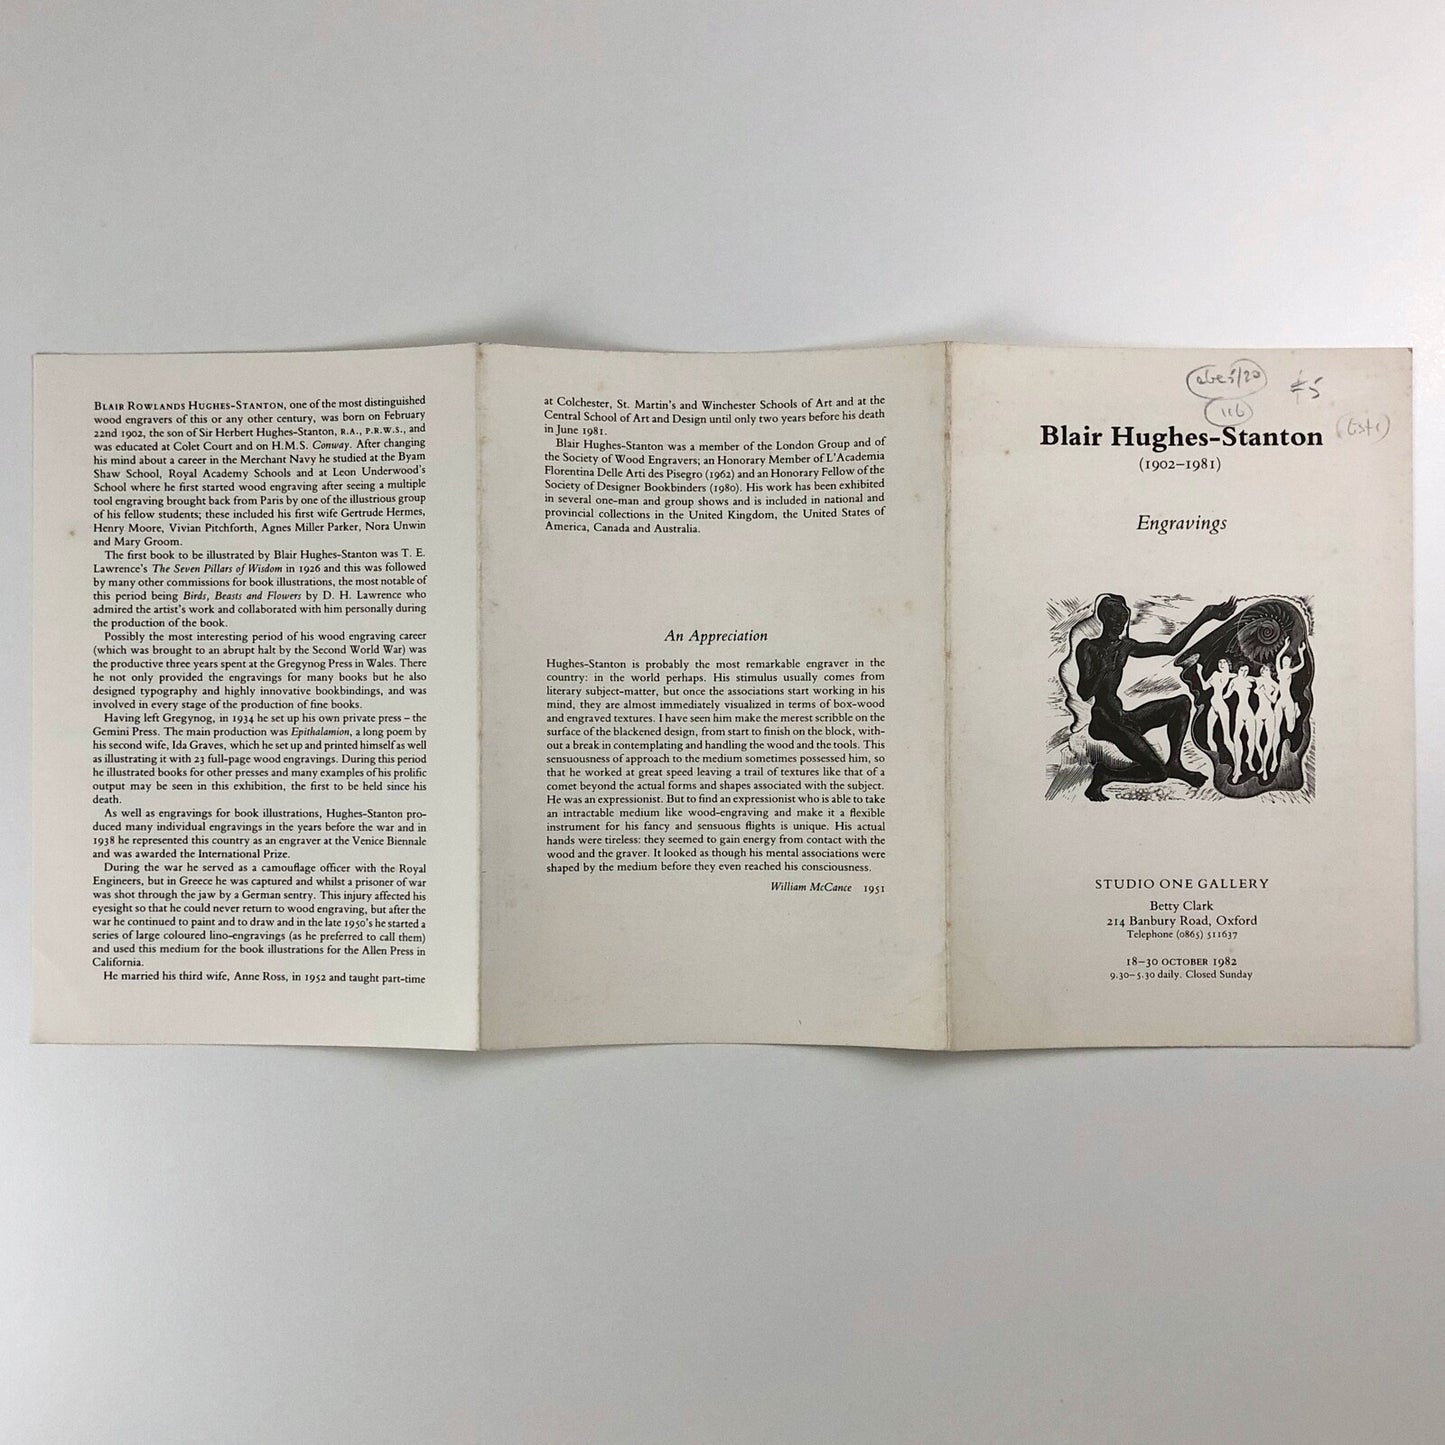 BLAIR ROWLANDS HUGHES-STANTON, one of the most distinguished
wood engravers of this or any other century, was born on February
22nd 1902, the son of Sir Herbert Hughes-Stanton, R.A., P.R.W.S., and
was educated at Colet Court and on H.M.S. Conway. After changing
his mind about a career in the Merchant Navy he studied at the Byam
Shaw School, Royal Academy Schools and at Leon Underwood's
School where he first started wood engraving after seeing a multiple
tool engraving brought back from Paris by one of the illustrious group
of his fellow students; these included his first wife Gertrude Hermes,
Henry Moore, Vivian Pitchforth, Agnes Miller Parker, Nora Unwin
and Mary Groom.
The first book to be illustrated by Blair Hughes-Stanton was T. E.
Lawrence's The Seven Pillars of Wisdom in 1926 and this was followed
by many other commissions for book illustrations, the most notable of
this period being Birds, Beasts and Flowers by D. H. Lawrence who
admired the artist's work and collaborated with him personally during
the production of the book.
Possibly the most interesting period of his wood engraving career
(which was brought to an abrupt halt by the Second World War) was
the productive three years spent at the Gregynog Press in Wales. There
he not only provided the engravings for many books but he also
designed typography and highly innovative bookbindings, and was
involved in every stage of the production of fine books.
Having left Gregynog, in 1934 he set up his own private press – the
Gemini Press. The main production was Epithalamion, a long poem by
his second wife, Ida Graves, which he set up and printed himself as well
as illustrating it with 23 full-page wood engravings. During this period
he illustrated books for other presses and many examples of his prolific
output may be seen in this exhibition, the first to be held since his
death.
As well as engravings for book illustrations, Hughes-Stanton pro-
duced many individual engravings in the years before the war and in
1938 he represented this country as an engraver at the Venice Biennale
and was awarded the International Prize.
During the war he served as a camouflage officer with the Royal
Engineers, but in Greece he was captured and whilst a prisoner of war
was shot through the jaw by a German sentry. This injury affected his
eyesight so that he could never return to wood engraving, but after the
war he continued to paint and to draw and in the late 1950's he started a
series of large coloured lino-engravings (as he preferred to call them)
and used this medium for the book illustrations for the Allen Press in
California.
He married his third wife, Anne Ross, in 1952 and taught part-time
at Colchester, St. Martin's and Winchester Schools of Art and at the
Central School of Art and Design until only two years before his death
in June 1981.
Blair Hughes-Stanton was a member of the London Group and of
the Society of Wood Engravers; an Honorary Member of L'Academia
Florentina Delle Arti des Pisegro (1962) and an Honorary Fellow of the
Society of Designer Bookbinders (1980). His work has been exhibited
in several one-man and group shows and is included in national and
provincial collections in the United Kingdom, the United States of
America, Canada and Australia.
An Appreciation
Hughes-Stanton is probably the most remarkable engraver in the
country: in the world perhaps. His stimulus usually comes from
literary subject-matter, but once the associations start working in his
mind, they are almost immediately visualized in terms of box-wood
and engraved textures. I have seen him make the merest scribble on the
surface of the blackened design, from start to finish on the block, with-
out a break in contemplating and handling the wood and the tools. This
sensuousness of approach to the medium sometimes possessed him, so
that he worked at great speed leaving a trail of textures like that of a
comet beyond the actual forms and shapes associated with the subject.
He was an expressionist. But to find an expressionist who is able to take
an intractable medium like wood-engraving and make it a flexible
instrument for his fancy and sensuous flights is unique. His actual
hands were tireless: they seemed to gain energy from contact with the
wood and the graver. It looked as though his mental associations were
shaped by the medium before they even reached his consciousness.
William McCance 1951
116
Blair Hughes-Stanton
(1902–1981)
Engravings
STUDIO ONE GALLERY
Betty Clark
214 Banbury Road, Oxford
Telephone (0865) 511637
18–30 OCTOBER 1982
9.30–5.30 daily. Closed Sunday